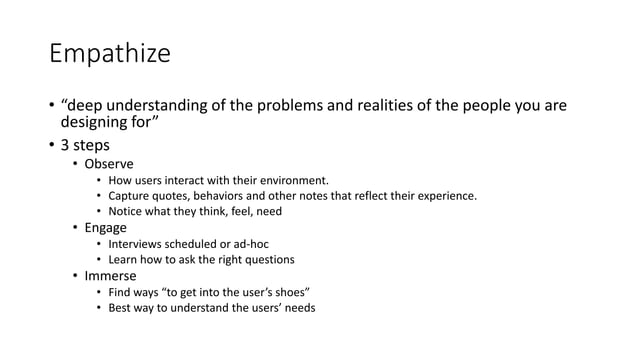 Empathize
• “deep understanding of the problems and realities of the people you are
designing for”
• 3 steps
• Observe
• How users interact with their environment.
• Capture quotes, behaviors and other notes that reflect their experience.
• Notice what they think, feel, need
• Engage
• Interviews scheduled or ad-hoc
• Learn how to ask the right questions
• Immerse
• Find ways “to get into the user’s shoes”
• Best way to understand the users’ needs